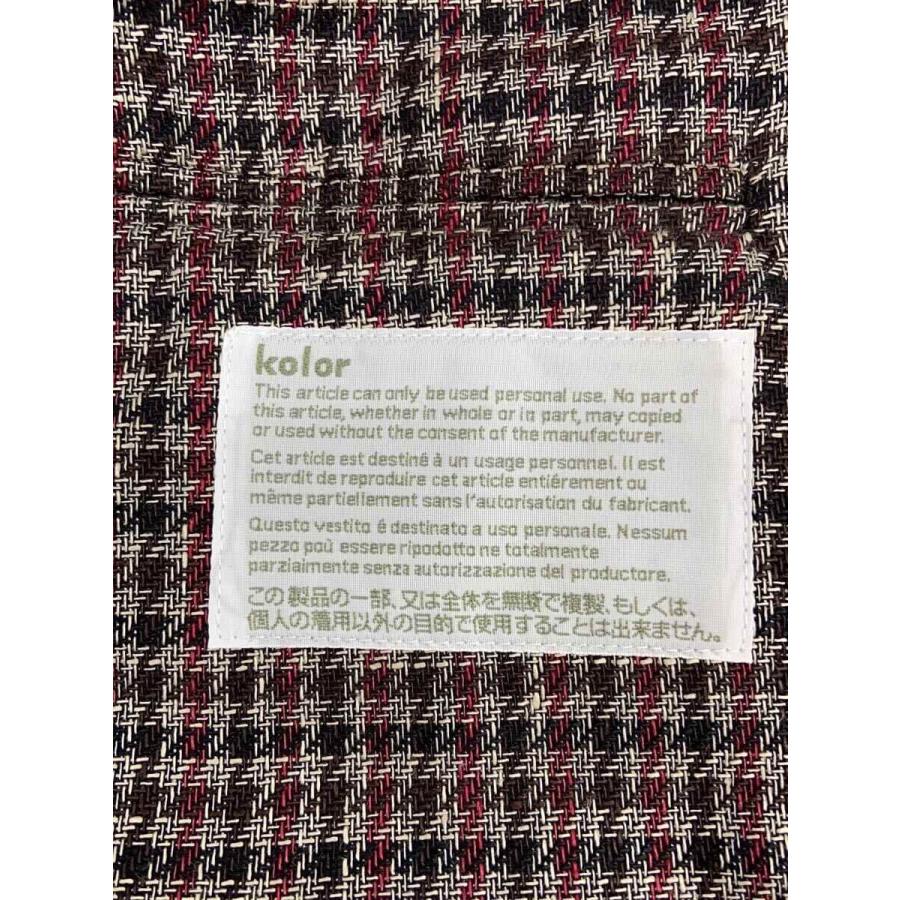 kolor
This article can only be used personal use. No part of
this article, whether in whole or in part, may copied
or used without the consent of the manufacturer.
Cet article est destiné à un usage personnel. Il est
interdit de reproduire cet article entiérement ou
même partiellement sans l'autorisation du fabricant.
Questo vestito é destinato a uso personale. Nessum
pezzo poù essere ripodotto ne totalmente
parziaimente senza autorizzazione del productore.
この製品の一部、又は全体を無断で複製、もしくは、
個人の着用以外の目的で使用することは出来ません。